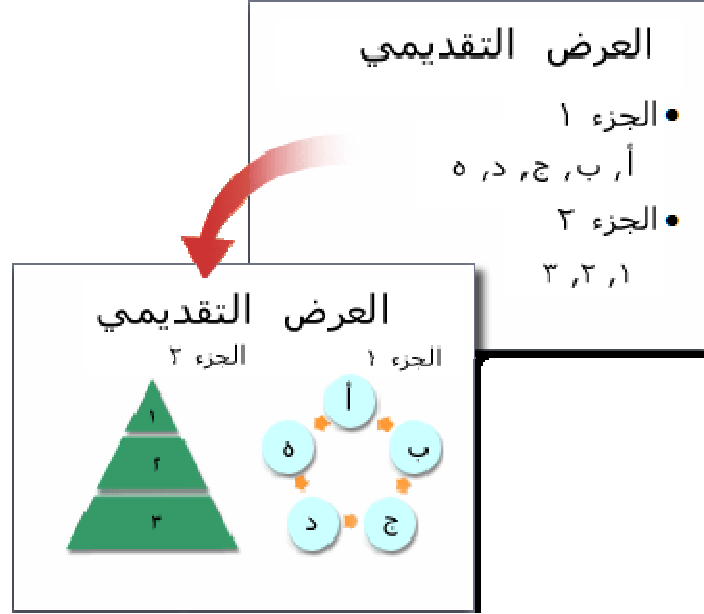 العرض التقديمي
• الجزء ١
أ, ب, ج, د, ه
• الجزء ٢
١, ٢, ٣
العرض التقديمي
الجزء ١ الجزء ٢
أ
ب
ج
د
ه
١
٢
٣